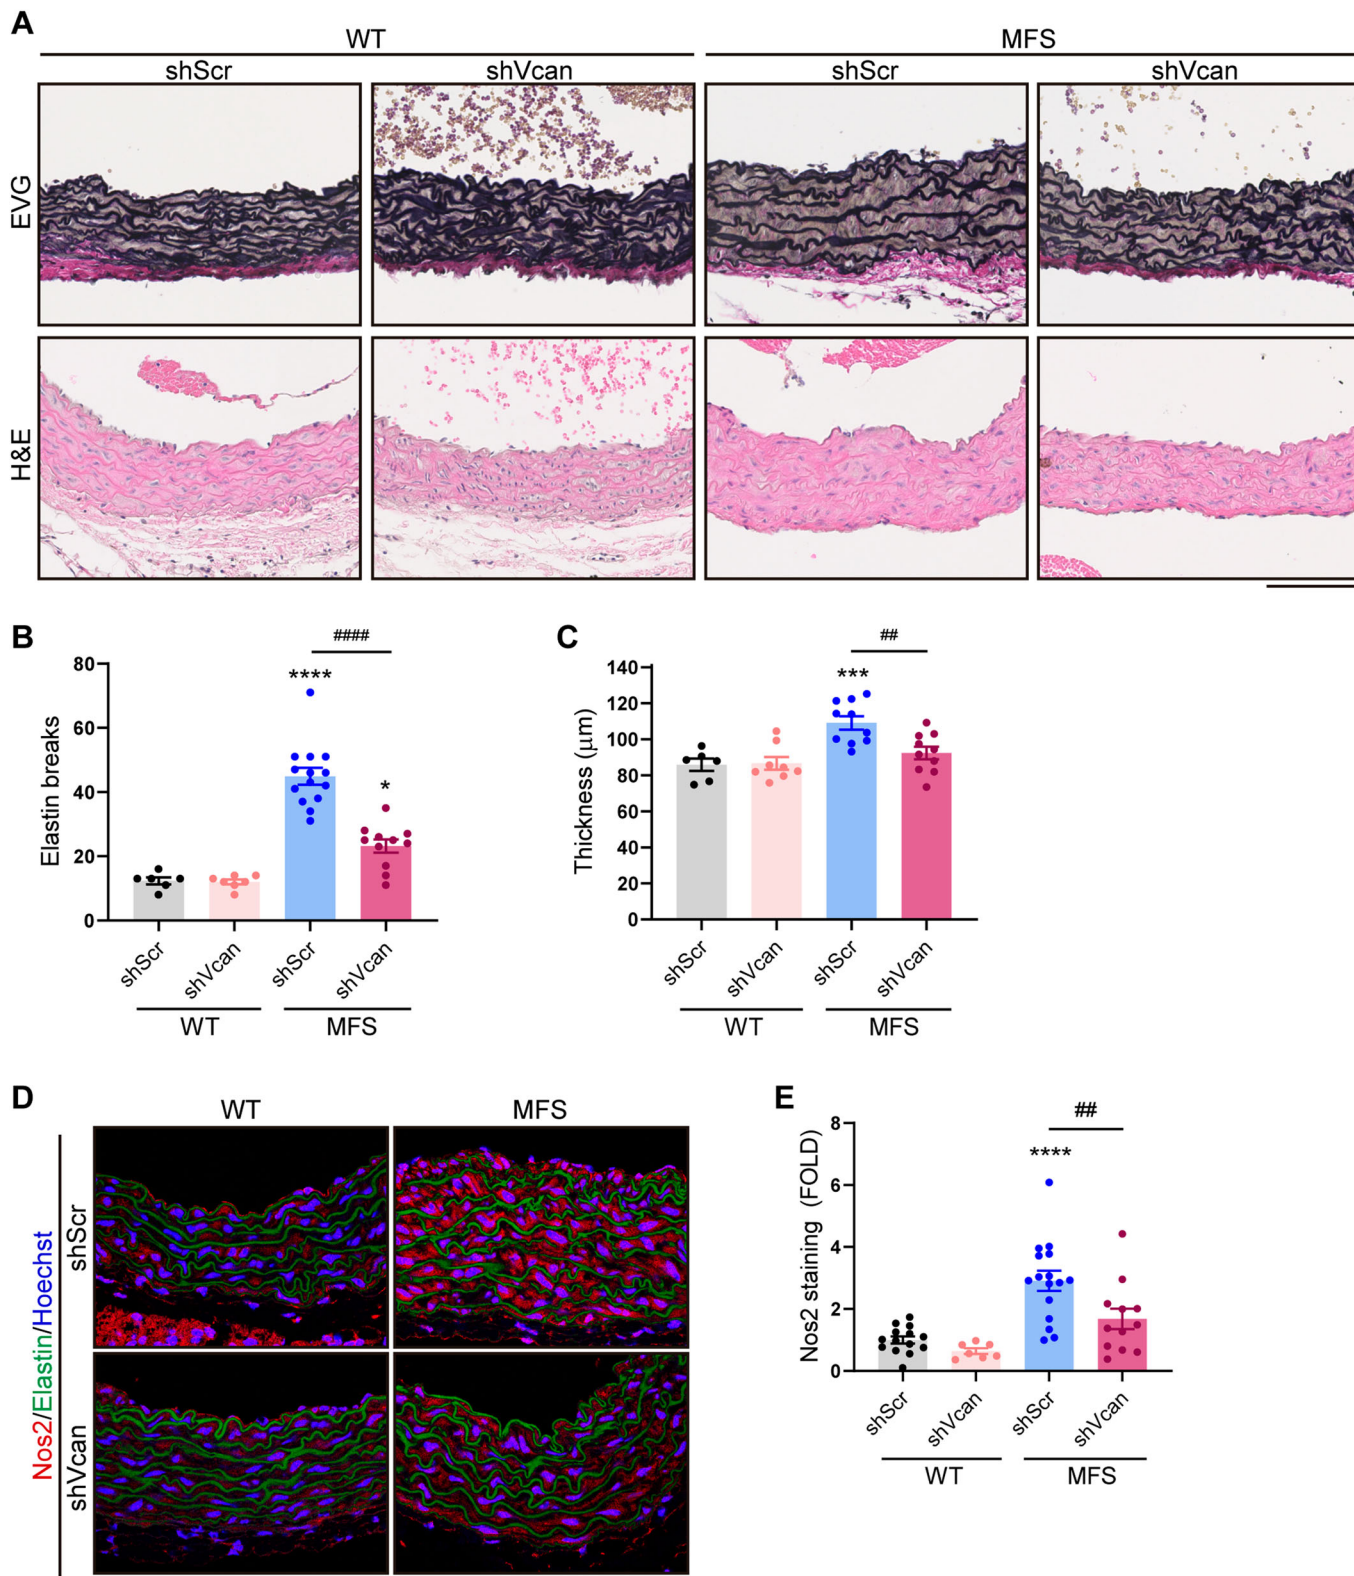 A
WT MFS
shScr shVcan shScr shVcan
EVG
H&E
B
####
80
60
40
20
0
Elastin breaks
****
*
shScr shVcan shScr shVcan
WT MFS
C
##
140
120
100
80
60
40
20
0
Thickness (μm)
***
shScr shVcan shScr shVcan
WT MFS
D
WT MFS
Nos2/Elastin/Hoechst
shScr
shVcan
E
##
8
6
4
2
0
Nos2 staining (FOLD)
****
shScr shVcan shScr shVcan
WT MFS